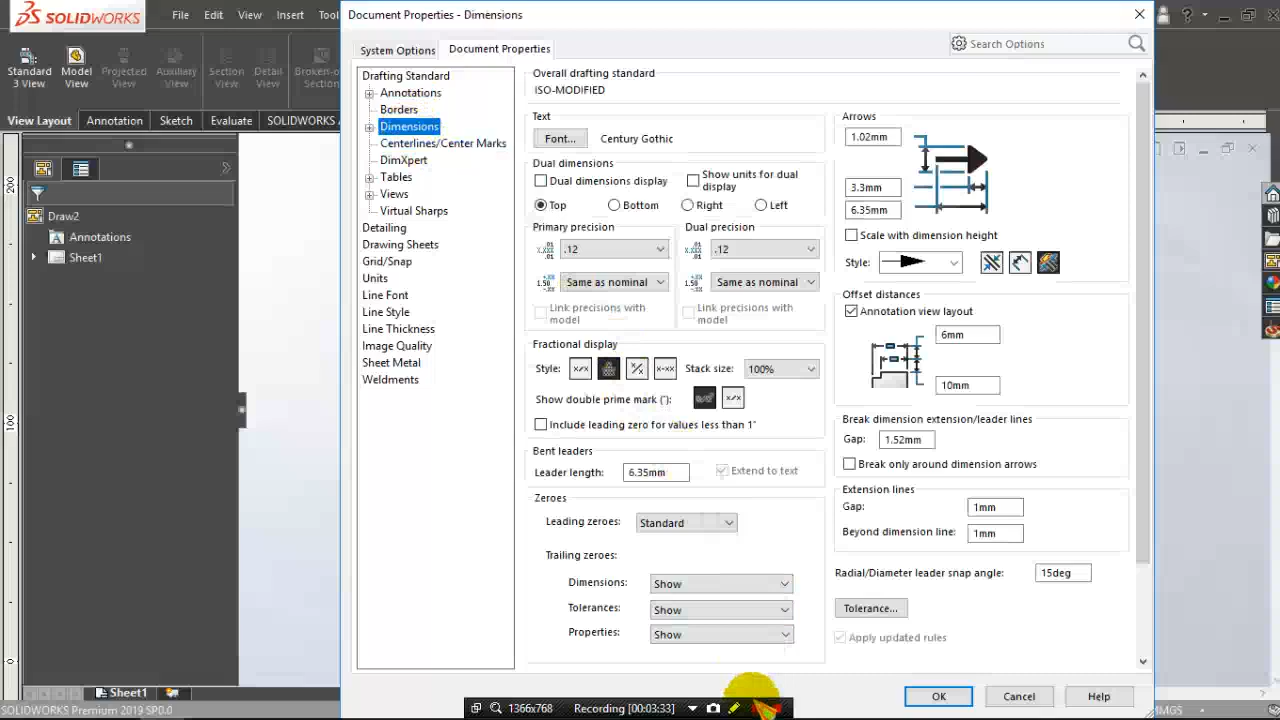 SOLIDWORKS
File
Edit
View
Insert
Tool
Standard
3 View
Model
View
Projected
View
Auxiliary
View
Section
View
Detail
View
Broken-o
Section
View Layout
Annotation
Sketch
Evaluate
SOLIDWORKS A
Draw2
Annotations
Sheet1
200
100
0
Document Properties - Dimensions
System Options
Document Properties
Search Options
Drafting Standard
Annotations
Borders
Dimensions
Centerlines/Center Marks
DimXpert
Tables
Views
Virtual Sharps
Detailing
Drawing Sheets
Grid/Snap
Units
Line Font
Line Style
Line Thickness
Image Quality
Sheet Metal
Weldments
Overall drafting standard
ISO-MODIFIED
Text
Font...
Century Gothic
Dual dimensions
Dual dimensions display
Show units for dual
display
Top
Bottom
Right
Left
Primary precision
.12
Same as nominal
Link precisions with
model
Dual precision
.12
Same as nominal
Link precisions with
model
Fractional display
Style:
Stack size:
100%
Show double prime mark ("):
Include leading zero for values less than 1"
Bent leaders
Leader length:
6.35mm
Extend to text
Zeroes
Leading zeroes:
Standard
Trailing zeroes:
Dimensions:
Show
Tolerances:
Show
Properties:
Show
Arrows
1.02mm
3.3mm
6.35mm
Scale with dimension height
Style:
Offset distances
Annotation view layout
6mm
10mm
Break dimension extension/leader lines
Gap:
1.52mm
Break only around dimension arrows
Extension lines
Gap:
1mm
Beyond dimension line:
1mm
Radial/Diameter leader snap angle:
15deg
Tolerance...
Apply updated rules
OK
Cancel
Help
Sheet1
SOLIDWORKS Premium 2019 SP0.0
1366x768
Recording [00:03:33]
MMGS